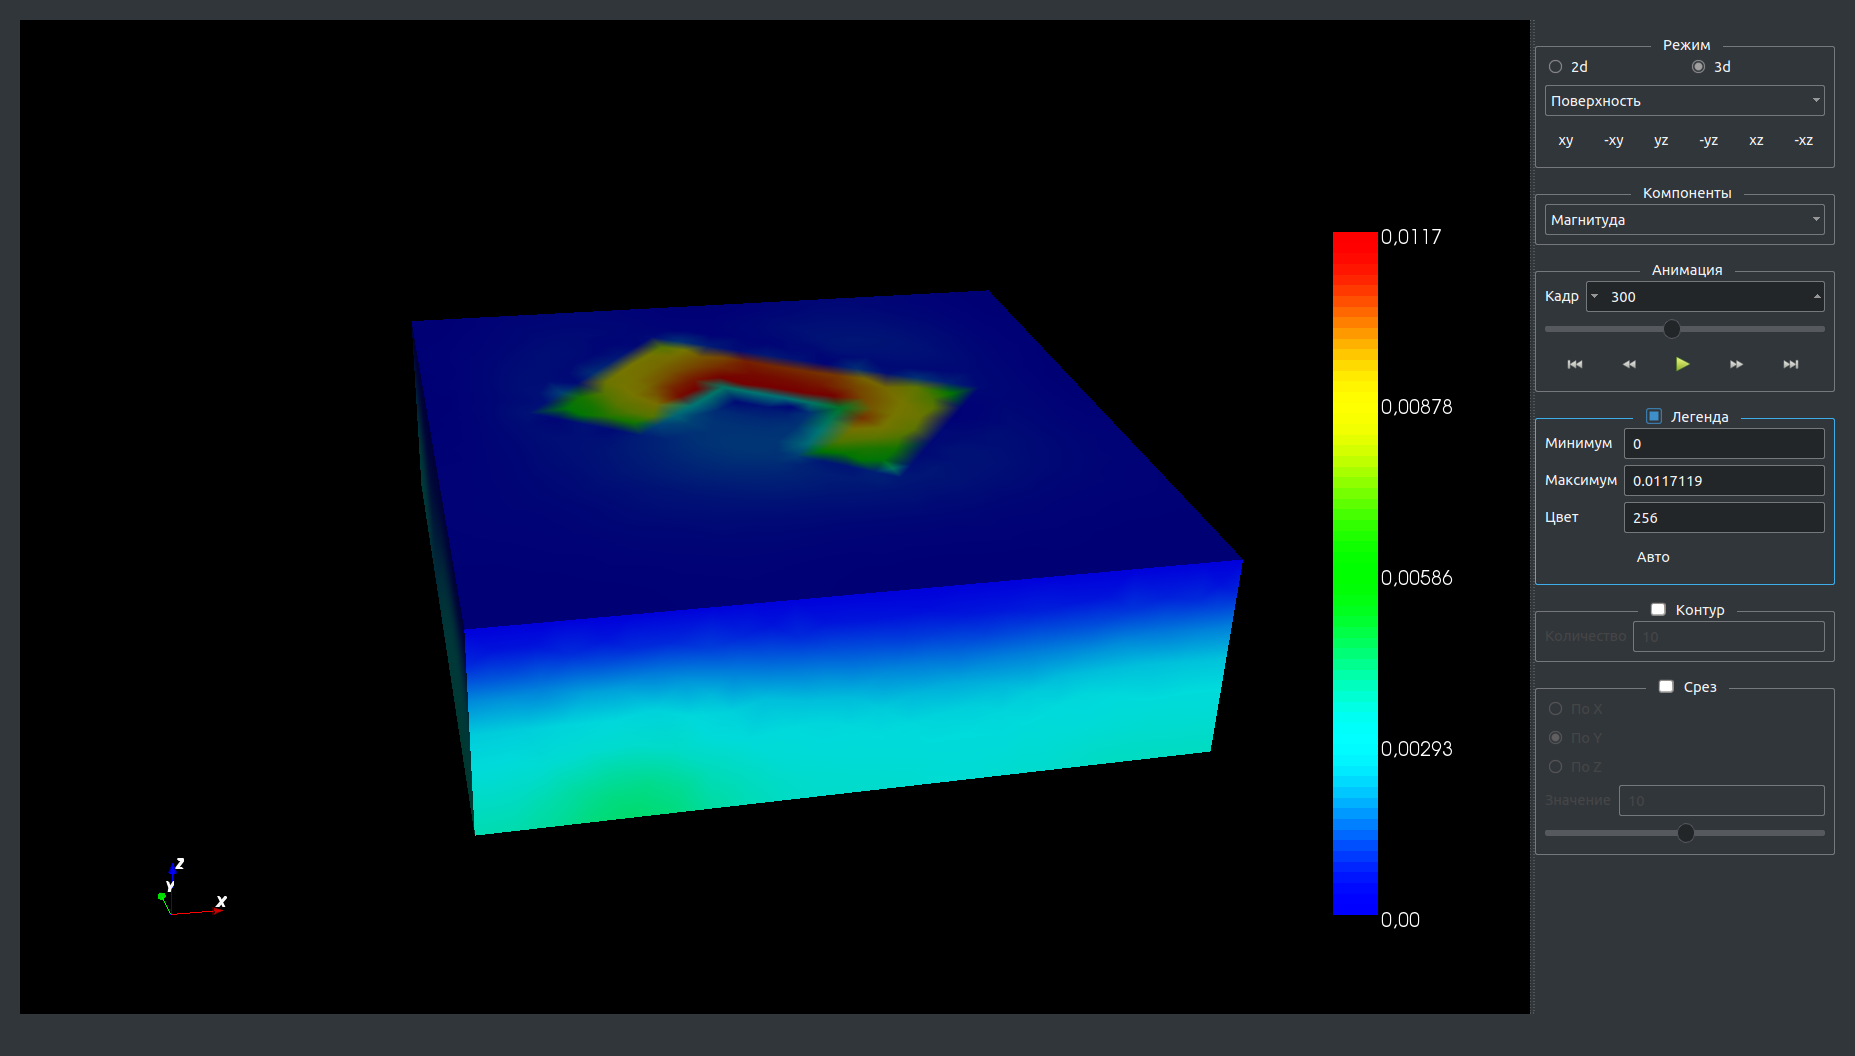 0,0117
0,00878
0,00586
0,00293
0,00
Z
Y
X
Режим
2d 3d
Поверхность
xy -xy yz -yz xz -xz
Компоненты
Магнитуда
Анимация
Кадр 300
Легенда
Минимум 0
Максимум 0.0117119
Цвет 256
Авто
Контур
Количество 10
Срез
По X
По Y
По Z
Значение 10